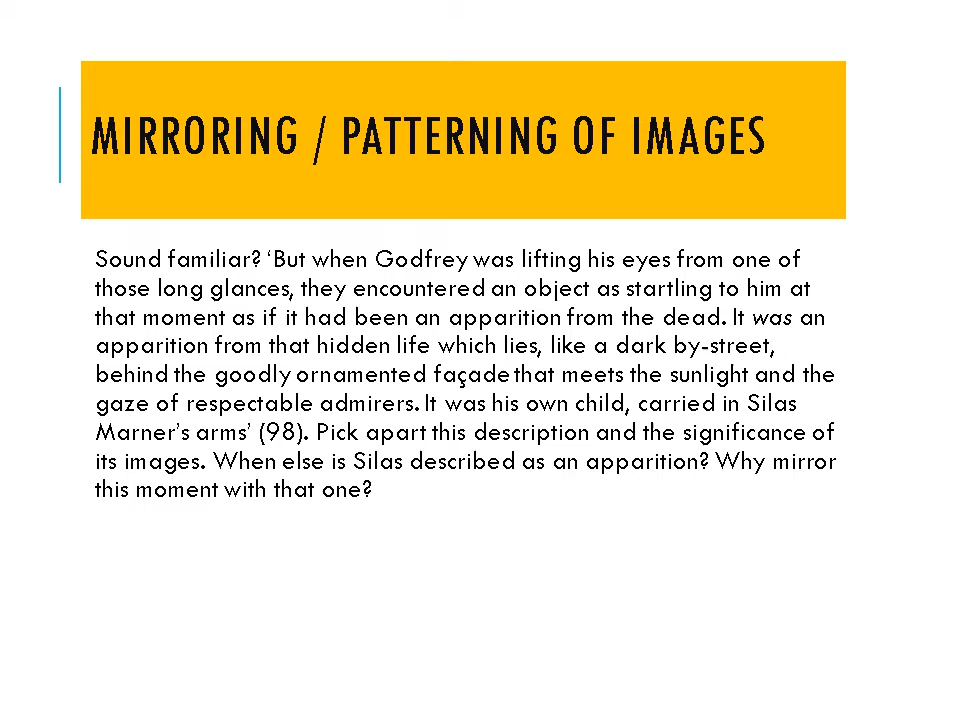 MIRRORING / PATTERNING OF IMAGES
Sound familiar? ‘But when Godfrey was lifting his eyes from one of
those long glances, they encountered an object as startling to him at
that moment as if it had been an apparition from the dead. It was an
apparition from that hidden life which lies, like a dark by-street,
behind the goodly ornamented façade that meets the sunlight and the
gaze of respectable admirers. It was his own child, carried in Silas
Marner’s arms’ (98). Pick apart this description and the significance of
its images. When else is Silas described as an apparition? Why mirror
this moment with that one?